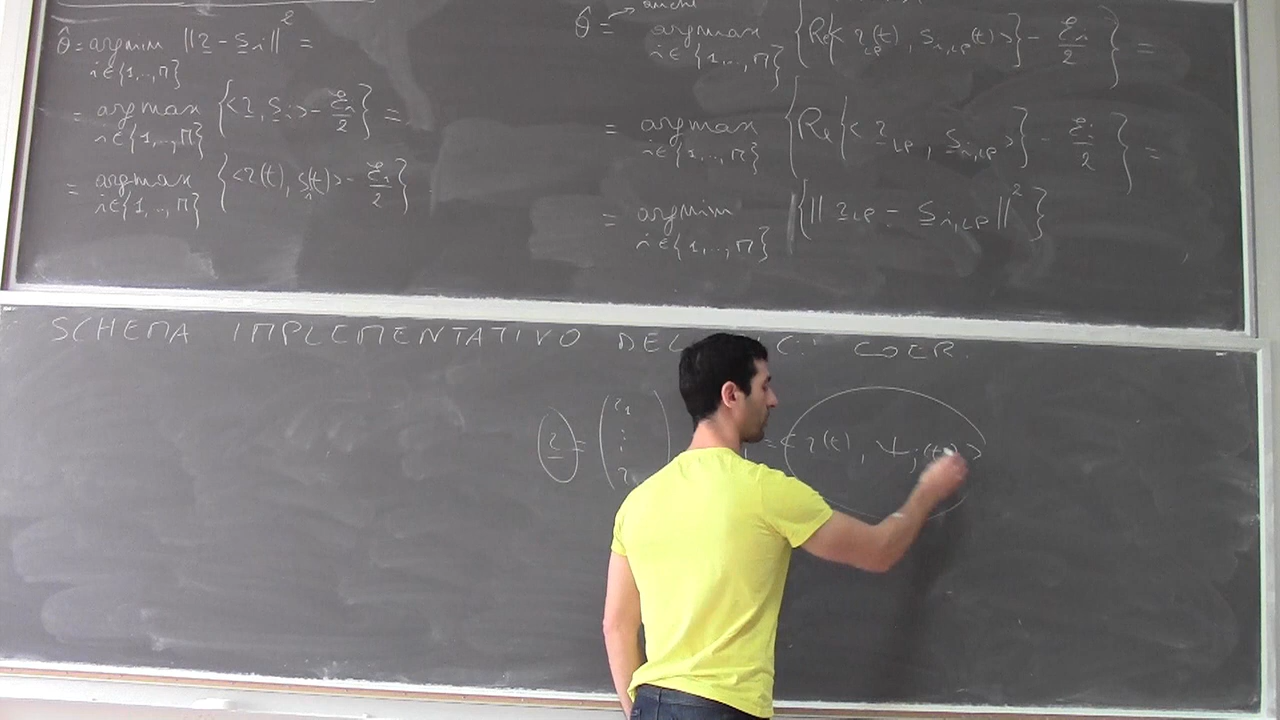 θ̂ = argmin ‖r - s_i‖² =
i∈{1,..,M}
= argmax {<r, s_i> - ℰ_i/2} =
i∈{1,..,M}
= argmax {<r(t), s_i(t)> - ℰ_i/2}
i∈{1,..,M}
anche
θ̂ = argmax {Re{<r_LP(t), s_i,LP(t)>} - ℰ_i/2} =
i∈{1,..,M}
= argmax {Re{<r_LP, s_i,LP>} - ℰ_i/2} =
i∈{1,..,M}
= argmin {‖r_LP - s_i,LP‖²}
i∈{1,..,M}
SCHEMA IMPLEMENTATIVO DEL COER.
r = (r_1 ⋮ = <r(t), ψ_j(t)>